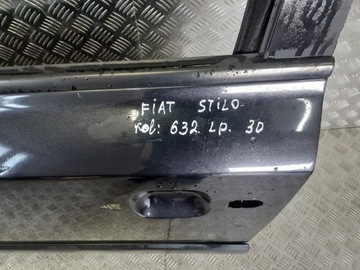 FIAT STILO
Kol: 632 LP. 3D